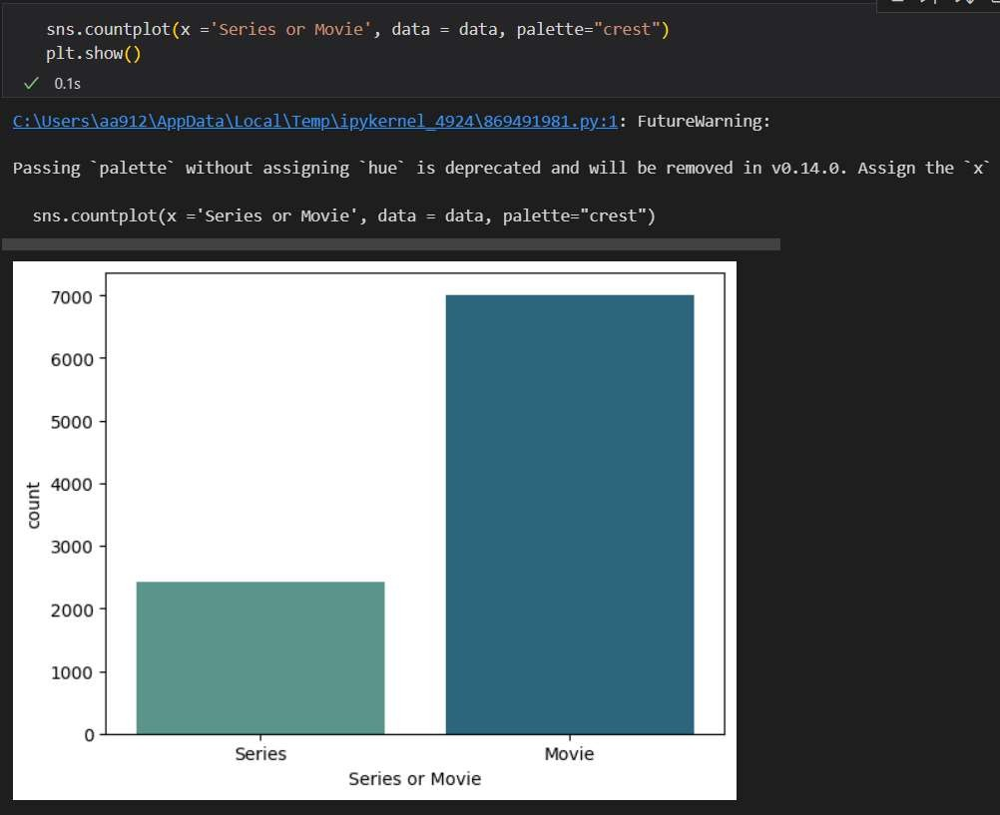 sns.countplot(x ='Series or Movie', data = data, palette="crest")
plt.show()
✓ 0.1s
C:\Users\aa912\AppData\Local\Temp\ipykernel_4924\869491981.py:1: FutureWarning:
Passing `palette` without assigning `hue` is deprecated and will be removed in v0.14.0. Assign the `x`
sns.countplot(x ='Series or Movie', data = data, palette="crest")
7000
6000
5000
4000
3000
2000
1000
0
count
Series Movie
Series or Movie